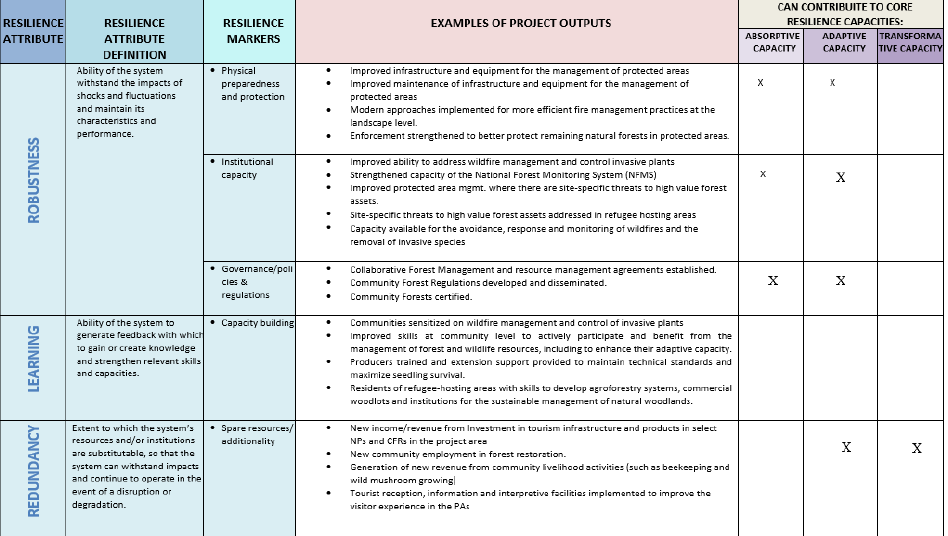 RESILIENCE ATTRIBUTE
RESILIENCE ATTRIBUTE DEFINITION
RESILIENCE MARKERS
EXAMPLES OF PROJECT OUTPUTS
CAN CONTRIBUITE TO CORE
RESILIENCE CAPACITIES:
ABSORPTIVE CAPACITY
ADAPTIVE CAPACITY
TRANSFORMA TIVE CAPACITY
ROBUSTNESS
Ability of the system
withstand the impacts of
shocks and fluctuations
and maintain its
characteristics and
performance.
• Physical
preparedness
and protection
• Improved infrastructure and equipment for the management of protected areas
• Improved maintenance of infrastructure and equipment for the management of
protected areas
• Modern approaches implemented for more efficient fire management practices at the
landscape level.
• Enforcement strengthened to better protect remaining natural forests in protected areas.
X
X
• Institutional
capacity
• Improved ability to address wildfire management and control invasive plants
• Strengthened capacity of the National Forest Monitoring System (NFMS)
• Improved protected area mgmt. where there are site-specific threats to high value forest
assets.
• Site-specific threats to high value forest assets addressed in refugee hosting areas
• Capacity available for the avoidance, response and monitoring of wildfires and the
removal of invasive species
X
X
• Governance/poli
cies &
regulations
• Collaborative Forest Management and resource management agreements established.
• Community Forest Regulations developed and disseminated.
• Community Forests certified.
X
X
LEARNING
Ability of the system to
generate feedback with which
to gain or create knowledge
and strengthen relevant skills
and capacities.
• Capacity building
• Communities sensitized on wildfire management and control of invasive plants
• Improved skills at community level to actively participate and benefit from the
management of forest and wildlife resources, including to enhance their adaptive capacity.
• Producers trained and extension support provided to maintain technical standards and
maximize seedling survival.
• Residents of refugee-hosting areas with skills to develop agroforestry systems, commercial
woodlots and institutions for the sustainable management of natural woodlands.
REDUNDANCY
Extent to which the system's
resources and/or institutions
are substitutable, so that the
system can withstand impacts
and continue to operate in the
event of a disruption or
degradation.
• Spare resources/
additionality
• New income/revenue from Investment in tourism infrastructure and products in select
NPs and CFRs in the project area
• New community employment in forest restoration.
• Generation of new revenue from community livelihood activities (such as beekeeping and
wild mushroom growing)
• Tourist reception, information and interpretive facilities implemented to improve the
visitor experience in the PAs
X
X